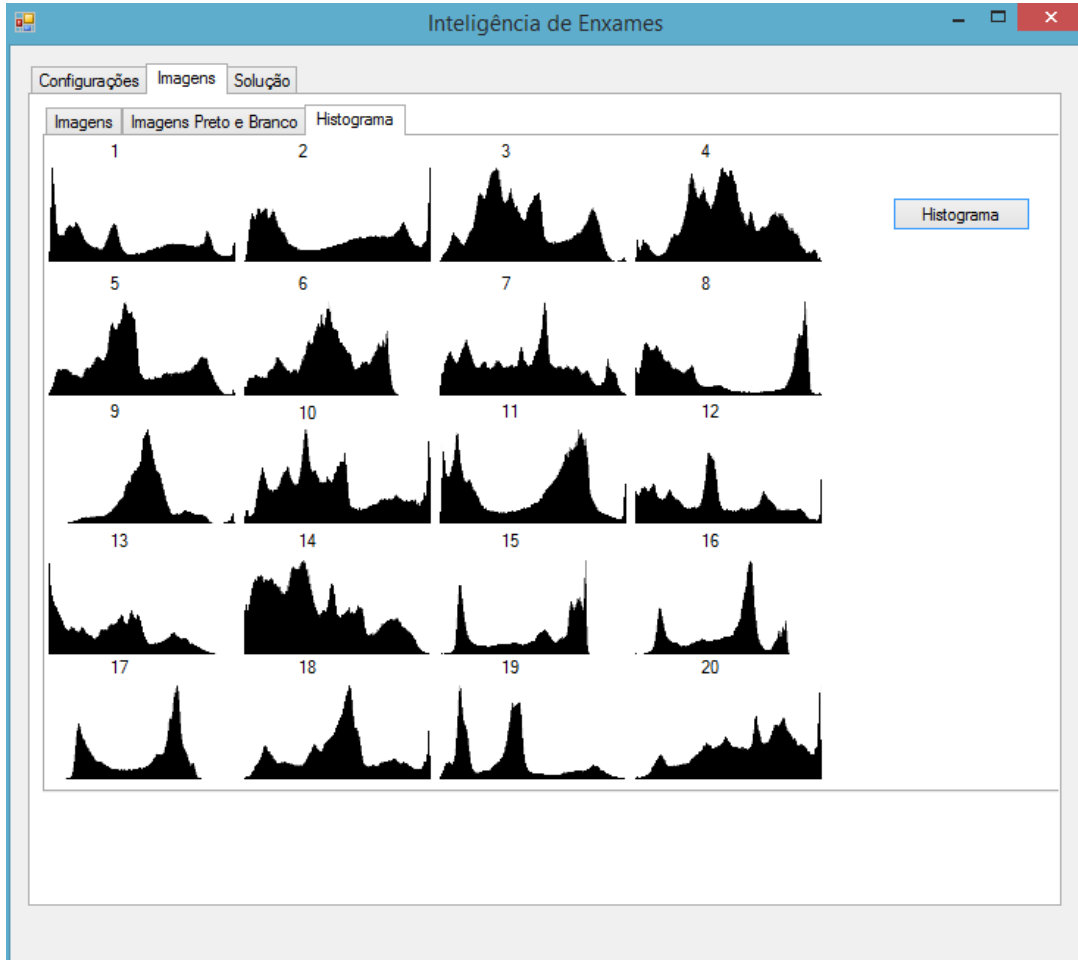 Inteligência de Enxames
Configurações Imagens Solução
Imagens Imagens Preto e Branco Histograma
1 2 3 4
Histograma
5 6 7 8
9 10 11 12
13 14 15 16
17 18 19 20